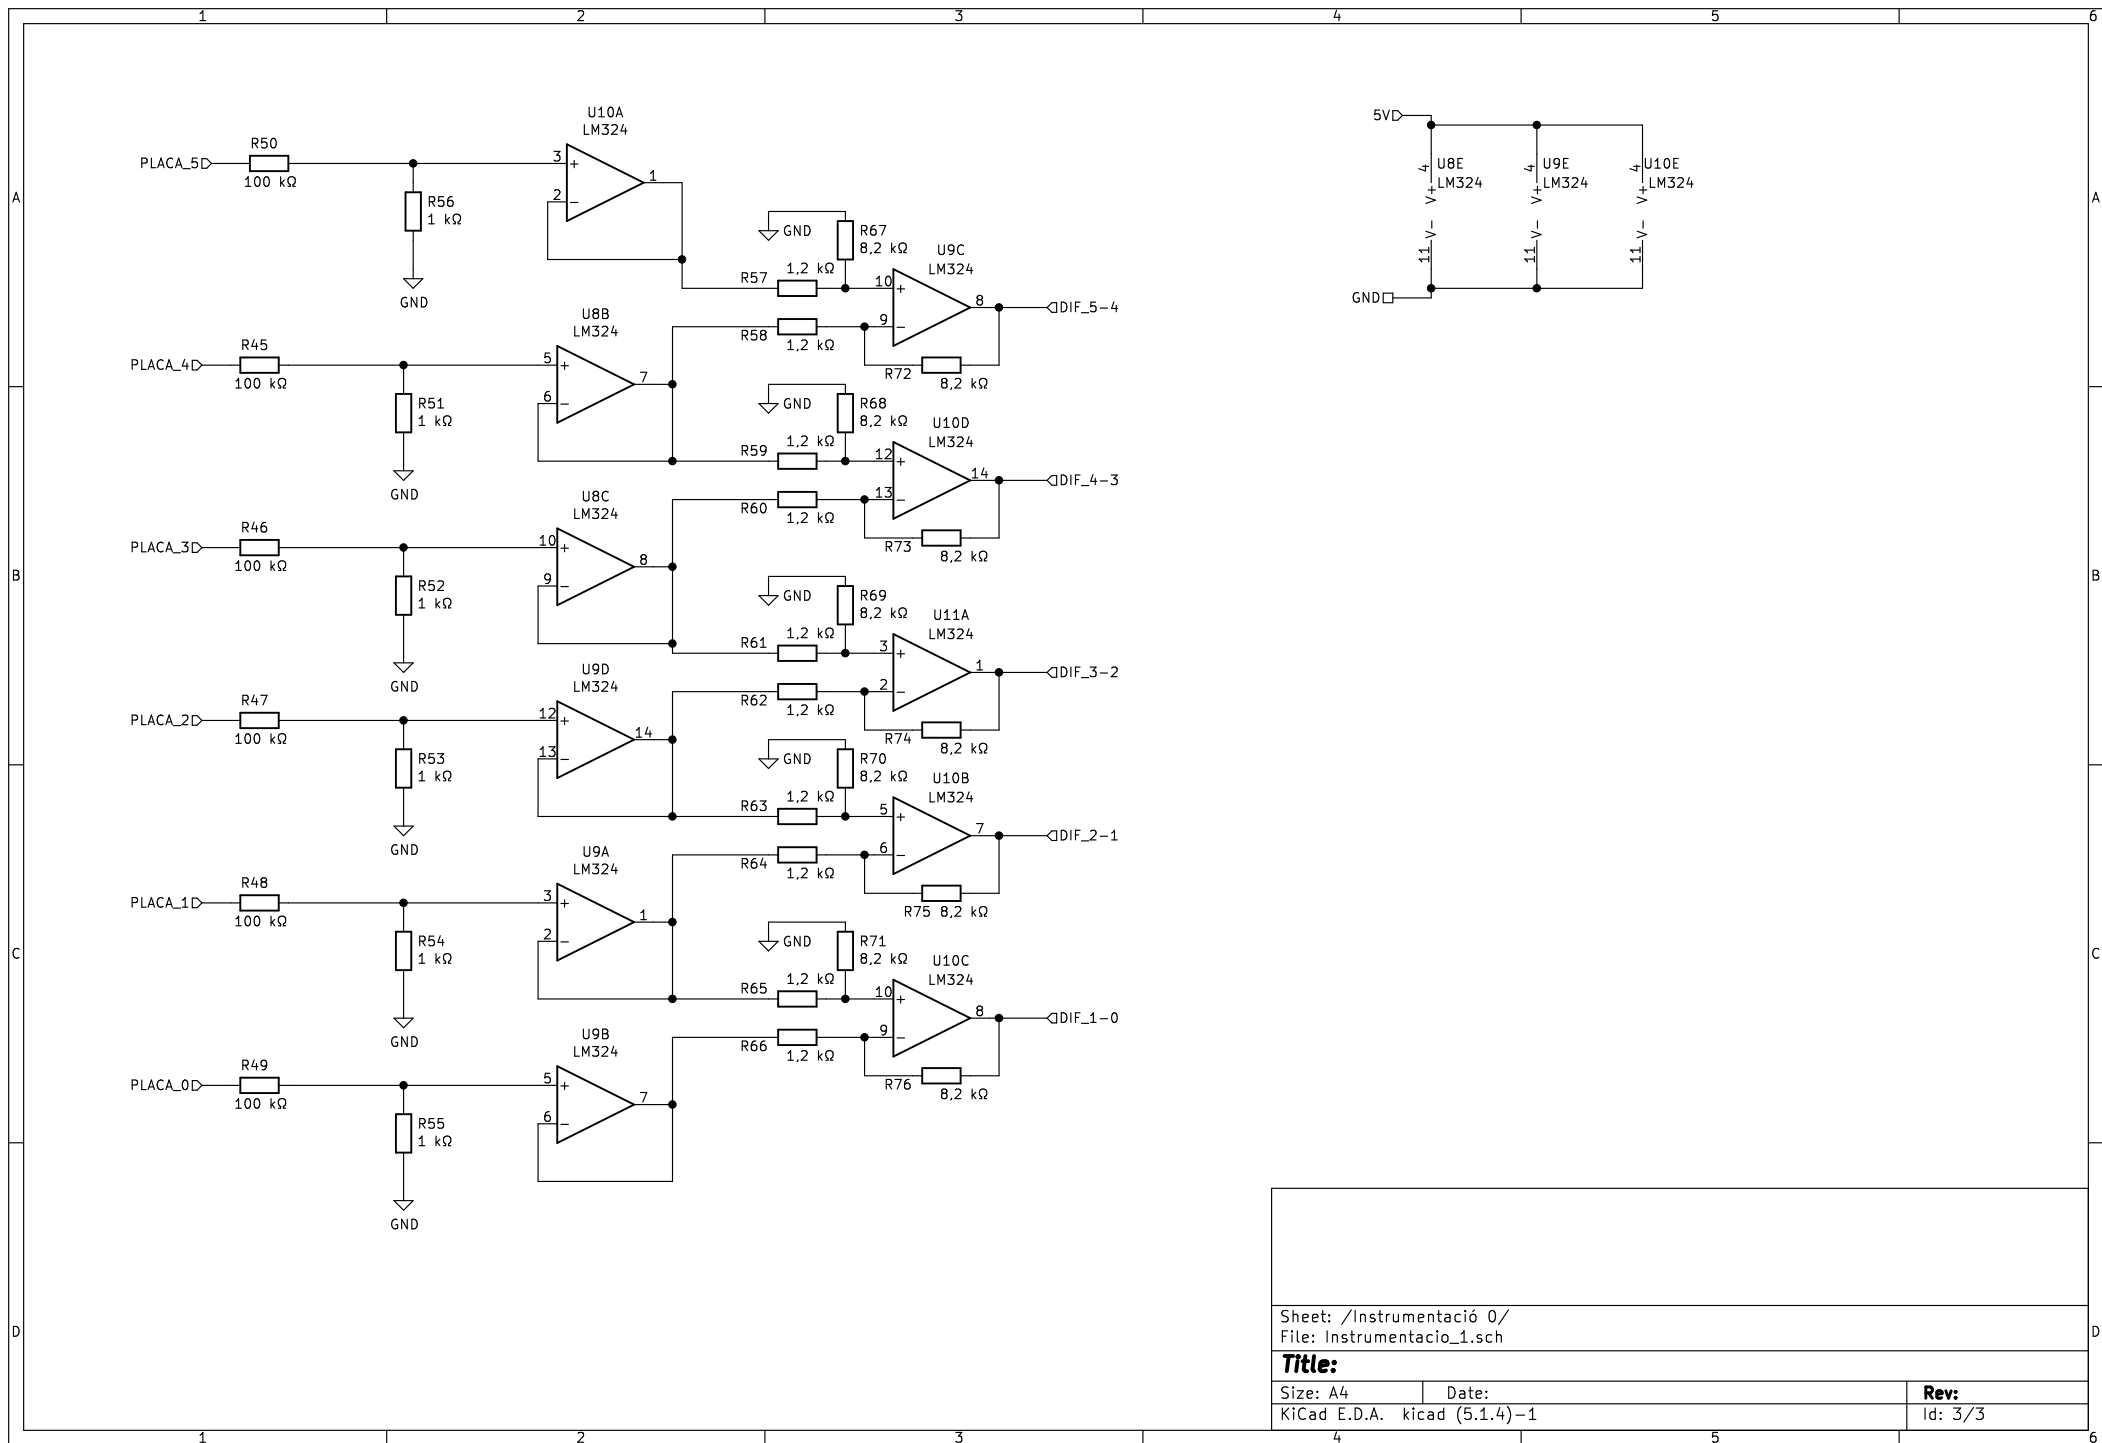 1 2 3 4 5 6
A
B
C
D
A
B
C
D
PLACA_5
R50
100 kΩ
R56
1 kΩ
GND
U10A
LM324
3
+
2
-
1
GND
R67
8,2 kΩ
1,2 kΩ
R57
U9C
LM324
10
+
9
-
8
DIF_5-4
R58
1,2 kΩ
R72
8,2 kΩ
PLACA_4
R45
100 kΩ
R51
1 kΩ
GND
U8B
LM324
5
+
6
-
7
GND
R68
8,2 kΩ
1,2 kΩ
R59
U10D
LM324
12
+
13
-
14
DIF_4-3
R60
1,2 kΩ
R73
8,2 kΩ
PLACA_3
R46
100 kΩ
R52
1 kΩ
GND
U8C
LM324
10
+
9
-
8
GND
R69
8,2 kΩ
1,2 kΩ
R61
U11A
LM324
3
+
2
-
1
DIF_3-2
R62
1,2 kΩ
R74
8,2 kΩ
PLACA_2
R47
100 kΩ
R53
1 kΩ
GND
U9D
LM324
12
+
13
-
14
GND
R70
8,2 kΩ
1,2 kΩ
R63
U10B
LM324
5
+
6
-
7
DIF_2-1
R64
1,2 kΩ
R75 8,2 kΩ
PLACA_1
R48
100 kΩ
R54
1 kΩ
GND
U9A
LM324
3
+
2
-
1
GND
R71
8,2 kΩ
1,2 kΩ
R65
U10C
LM324
10
+
9
-
8
DIF_1-0
R66
1,2 kΩ
R76
8,2 kΩ
PLACA_0
R49
100 kΩ
R55
1 kΩ
GND
U9B
LM324
5
+
6
-
7
5V
4
V+
U8E
LM324
V-
11
4
V+
U9E
LM324
V-
11
4
V+
U10E
LM324
V-
11
GND
Sheet: /Instrumentació 0/
File: Instrumentacio_1.sch
Title:
Size: A4 Date: Rev:
KiCad E.D.A. kicad (5.1.4)-1 Id: 3/3
1 2 3 4 5 6